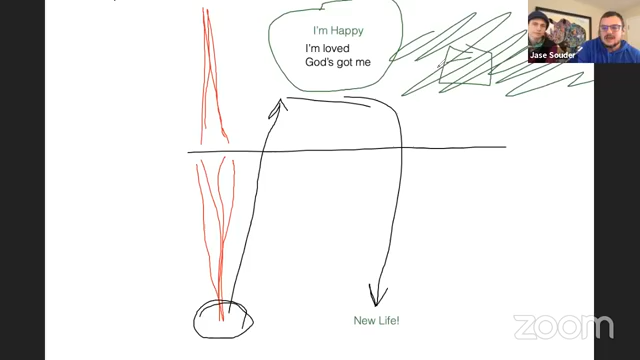 I'm Happy
I'm loved
God's got me
Jase Souder
New Life!
zoom